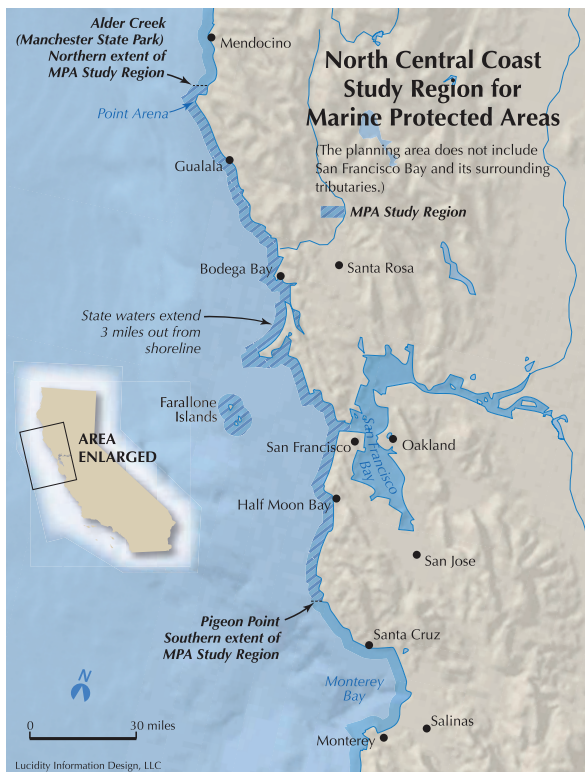 Alder Creek
(Manchester State Park)
Northern extent of
MPA Study Region
Mendocino
North Central Coast
Study Region for
Marine Protected Areas
(The planning area does not include
San Francisco Bay and its surrounding
tributaries.)
MPA Study Region
Point Arena
Gualala
Bodega Bay
Santa Rosa
State waters extend
3 miles out from
shoreline
Farallone
Islands
AREA
ENLARGED
San Francisco
San Francisco
Bay
Oakland
Half Moon Bay
San Jose
Pigeon Point
Southern extent of
MPA Study Region
Santa Cruz
Monterey
Bay
N
0
30 miles
Salinas
Monterey
Lucidity Information Design, LLC